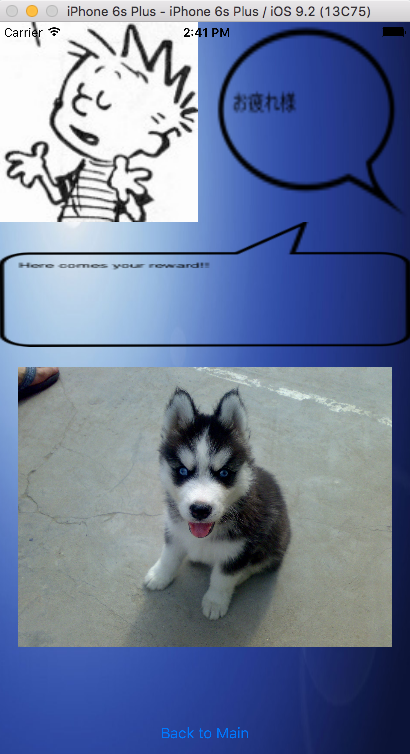 iPhone 6s Plus - iPhone 6s Plus / iOS 9.2 (13C75)
Carrier 2:41 PM
お疲れ様
Here comes your reward!!
Back to Main